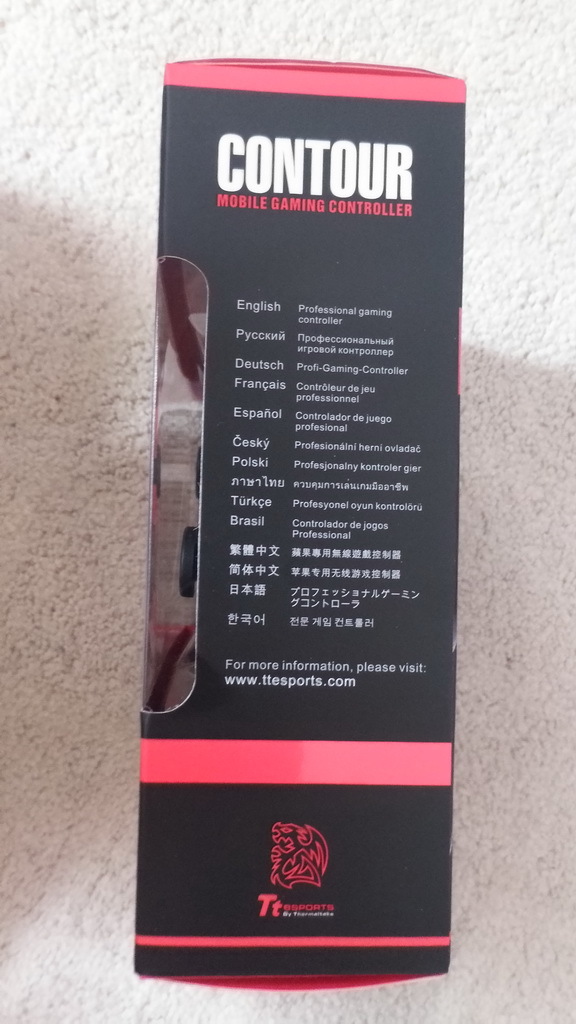 CONTOUR
MOBILE GAMING CONTROLLER
English Professional gaming
controller
Русский Профессиональный
игровой контроллер
Deutsch Profi-Gaming-Controller
Français Contrôleur de jeu
professionnel
Español Controlador de juego
profesional
Český Profesionální herní ovladač
Polski Profesjonalny kontroler gier
ภาษาไทย ควบคุมการเล่นเกมมืออาชีพ
Türkçe Profesyonel oyun kontrolörü
Brasil Controlador de jogos
Professional
繁體中文 蘋果專用無線遊戲控制器
简体中文 苹果专用无线游戏控制器
日本語 プロフェッショナルゲーミン
グコントローラ
한국어 전문 게임 컨트롤러
For more information, please visit:
www.ttesports.com
Tt eSPORTS
By Thermaltake